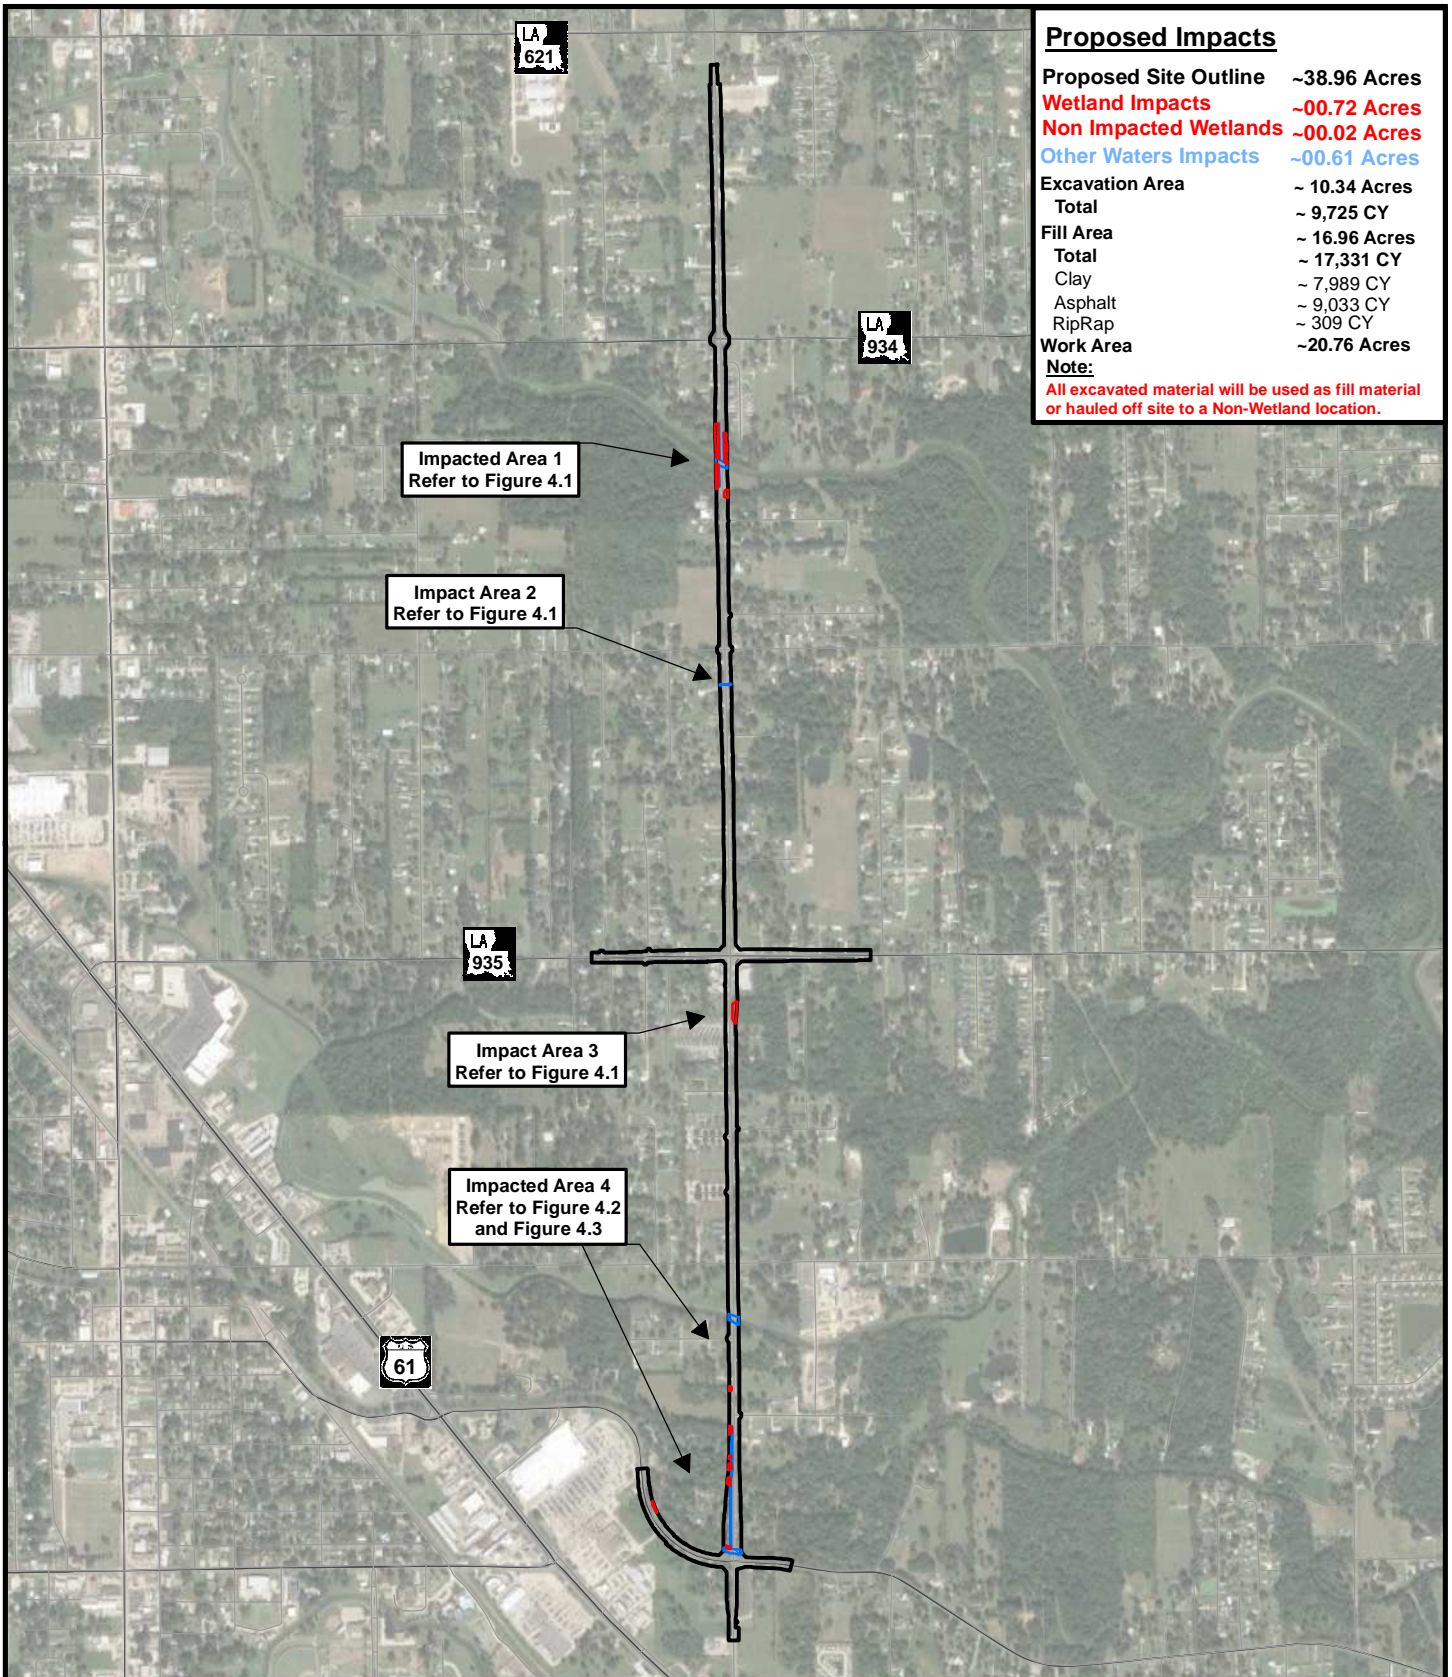 LA
621
Proposed Impacts
Proposed Site Outline ~38.96 Acres
Wetland Impacts ~00.72 Acres
Non Impacted Wetlands ~00.02 Acres
Other Waters Impacts ~00.61 Acres
Excavation Area ~ 10.34 Acres
Total ~ 9,725 CY
Fill Area ~ 16.96 Acres
Total ~ 17,331 CY
Clay ~ 7,989 CY
Asphalt ~ 9,033 CY
RipRap ~ 309 CY
Work Area ~20.76 Acres
Note:
All excavated material will be used as fill material
or hauled off site to a Non-Wetland location.
LA
934
Impacted Area 1
Refer to Figure 4.1
Impact Area 2
Refer to Figure 4.1
LA
935
Impact Area 3
Refer to Figure 4.1
Impacted Area 4
Refer to Figure 4.2
and Figure 4.3
U S
61